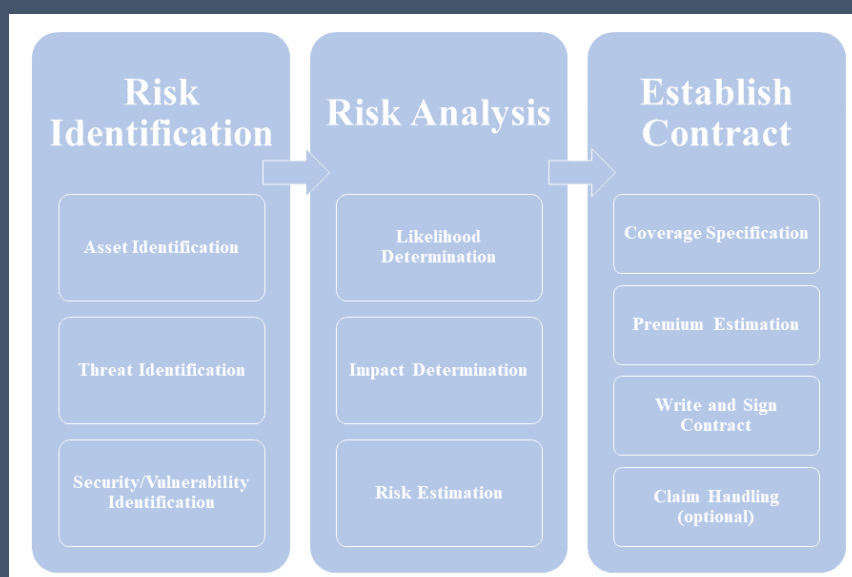 Risk
Identification
Asset Identification
Threat Identification
Security/Vulnerability
Identification
Risk Analysis
Likelihood
Determination
Impact Determination
Risk Estimation
Establish
Contract
Coverage Specification
Premium Estimation
Write and Sign
Contract
Claim Handling
(optional)